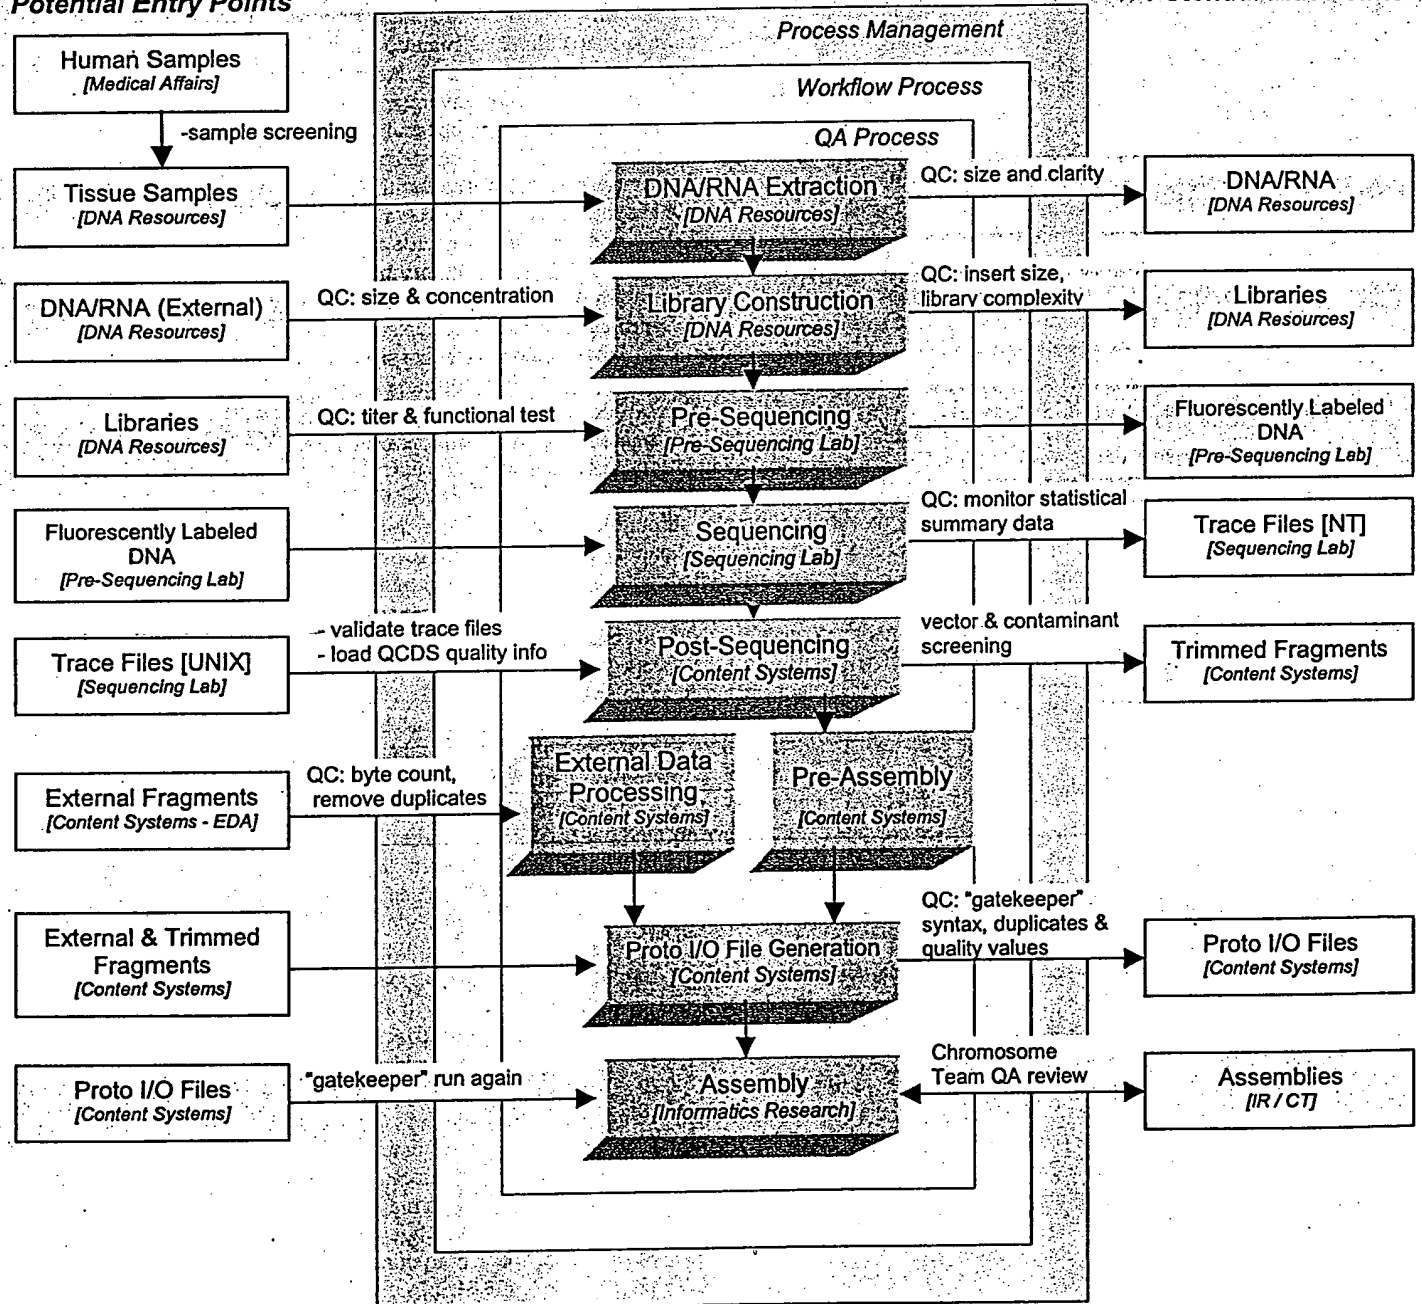 Potential Entry Points
Process Management
Workflow Process
QA Process
Human Samples
[Medical Affairs]
-sample screening
Tissue Samples
[DNA Resources]
DNA/RNA Extraction
[DNA Resources]
QC: size and clarity
DNA/RNA
[DNA Resources]
DNA/RNA (External)
[DNA Resources]
QC: size & concentration
Library Construction
[DNA Resources]
QC: insert size,
library complexity
Libraries
[DNA Resources]
Libraries
[DNA Resources]
QC: titer & functional test
Pre-Sequencing
[Pre-Sequencing Lab]
Fluorescently Labeled
DNA
[Pre-Sequencing Lab]
Fluorescently Labeled
DNA
[Pre-Sequencing Lab]
Sequencing
[Sequencing Lab]
QC: monitor statistical
summary data
Trace Files [NT]
[Sequencing Lab]
Trace Files [UNIX]
[Sequencing Lab]
- validate trace files
- load QCDS quality info
Post-Sequencing
[Content Systems]
vector & contaminant
screening
Trimmed Fragments
[Content Systems]
External Fragments
[Content Systems - EDA]
QC: byte count,
remove duplicates
External Data
Processing
[Content Systems]
Pre-Assembly
[Content Systems]
External & Trimmed
Fragments
[Content Systems]
Proto I/O File Generation
[Content Systems]
QC: "gatekeeper"
syntax, duplicates &
quality values
Proto I/O Files
[Content Systems]
Proto I/O Files
[Content Systems]
"gatekeeper" run again
Assembly
[Informatics Research]
Chromosome
Team QA review
Assemblies
[IR / CT]